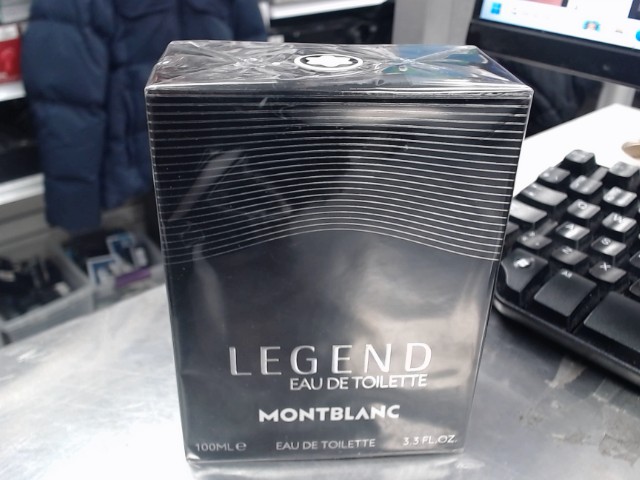 LEGEND
EAU DE TOILETTE
MONTBLANC
100ML e EAU DE TOILETTE 3.3 FL.OZ.